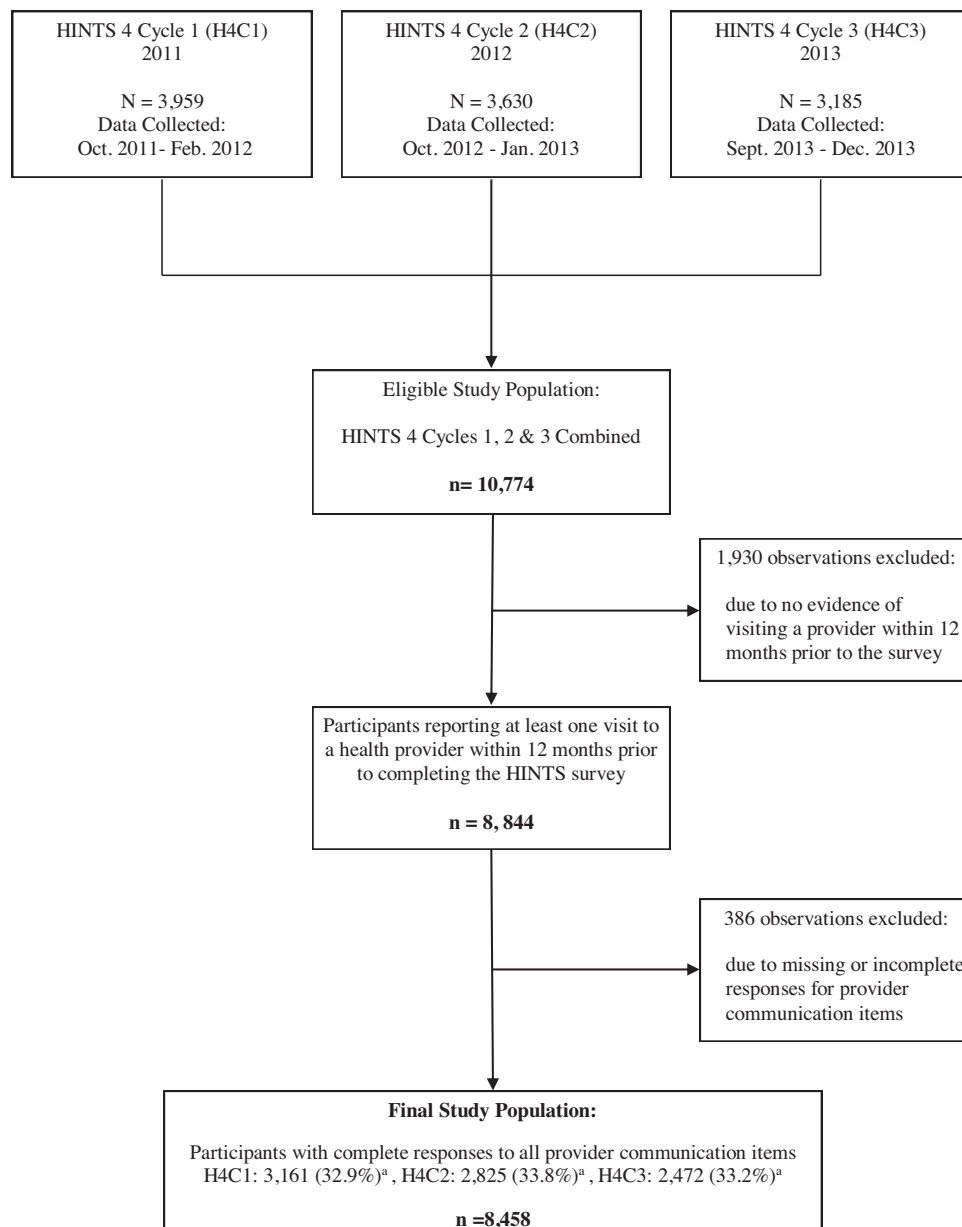 HINTS 4 Cycle 1 (H4C1)
2011
N = 3,959
Data Collected:
Oct. 2011- Feb. 2012
HINTS 4 Cycle 2 (H4C2)
2012
N = 3,630
Data Collected:
Oct. 2012 - Jan. 2013
HINTS 4 Cycle 3 (H4C3)
2013
N = 3,185
Data Collected:
Sept. 2013 - Dec. 2013
Eligible Study Population:
HINTS 4 Cycles 1, 2 & 3 Combined
n= 10,774
1,930 observations excluded:
due to no evidence of
visiting a provider within 12
months prior to the survey
Participants reporting at least one visit to
a health provider within 12 months prior
to completing the HINTS survey
n = 8, 844
386 observations excluded:
due to missing or incomplete
responses for provider
communication items
Final Study Population:
Participants with complete responses to all provider communication items
H4C1: 3,161 (32.9%)ᵃ , H4C2: 2,825 (33.8%)ᵃ , H4C3: 2,472 (33.2%)ᵃ
n =8,458